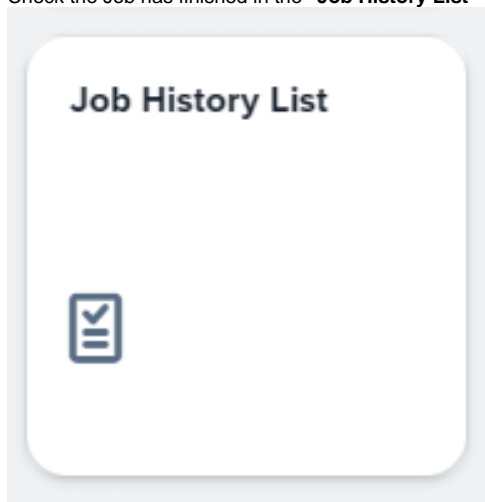 Check the Job has finished in the "Job History List"
Job History List